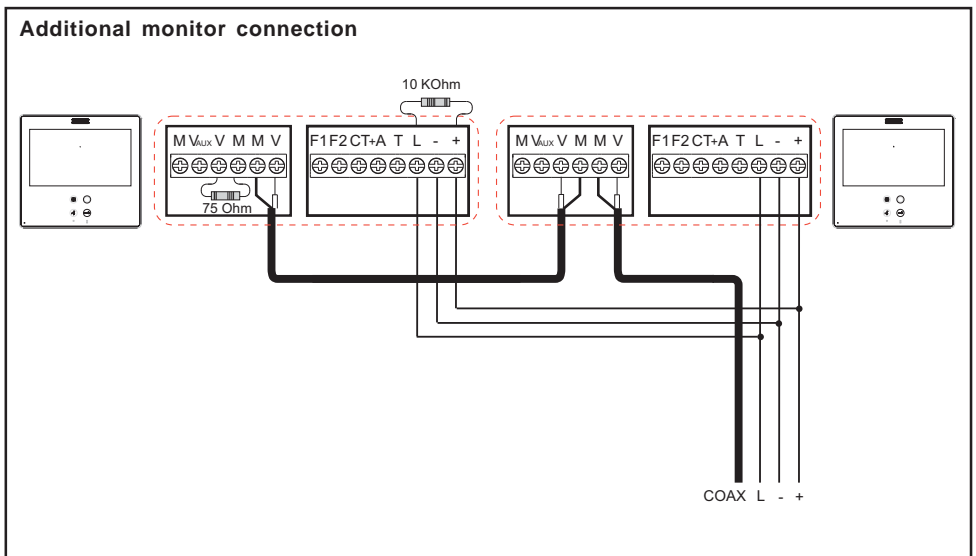 Additional monitor connection
10 KOhm
M VAUX V M M V
F1 F2 CT +A T L - +
M VAUX V M M V
F1 F2 CT +A T L - +
75 Ohm
COAX L - +